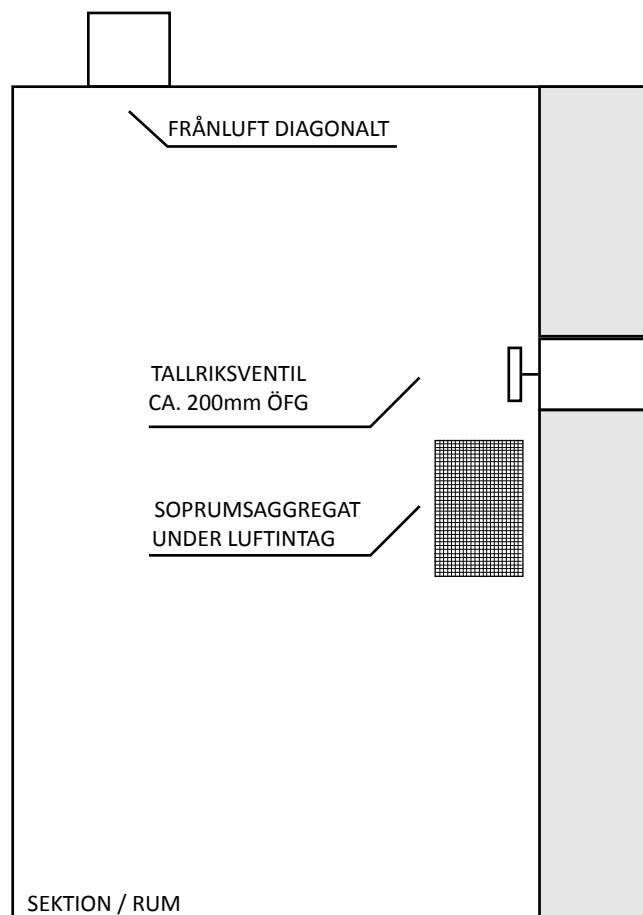 FRÅNLUFT DIAGONALT
TALLRIKSVENTIL
CA. 200mm ÖFG
SOPRUMSAGGREGAT
UNDER LUFTINTAG
SEKTION / RUM